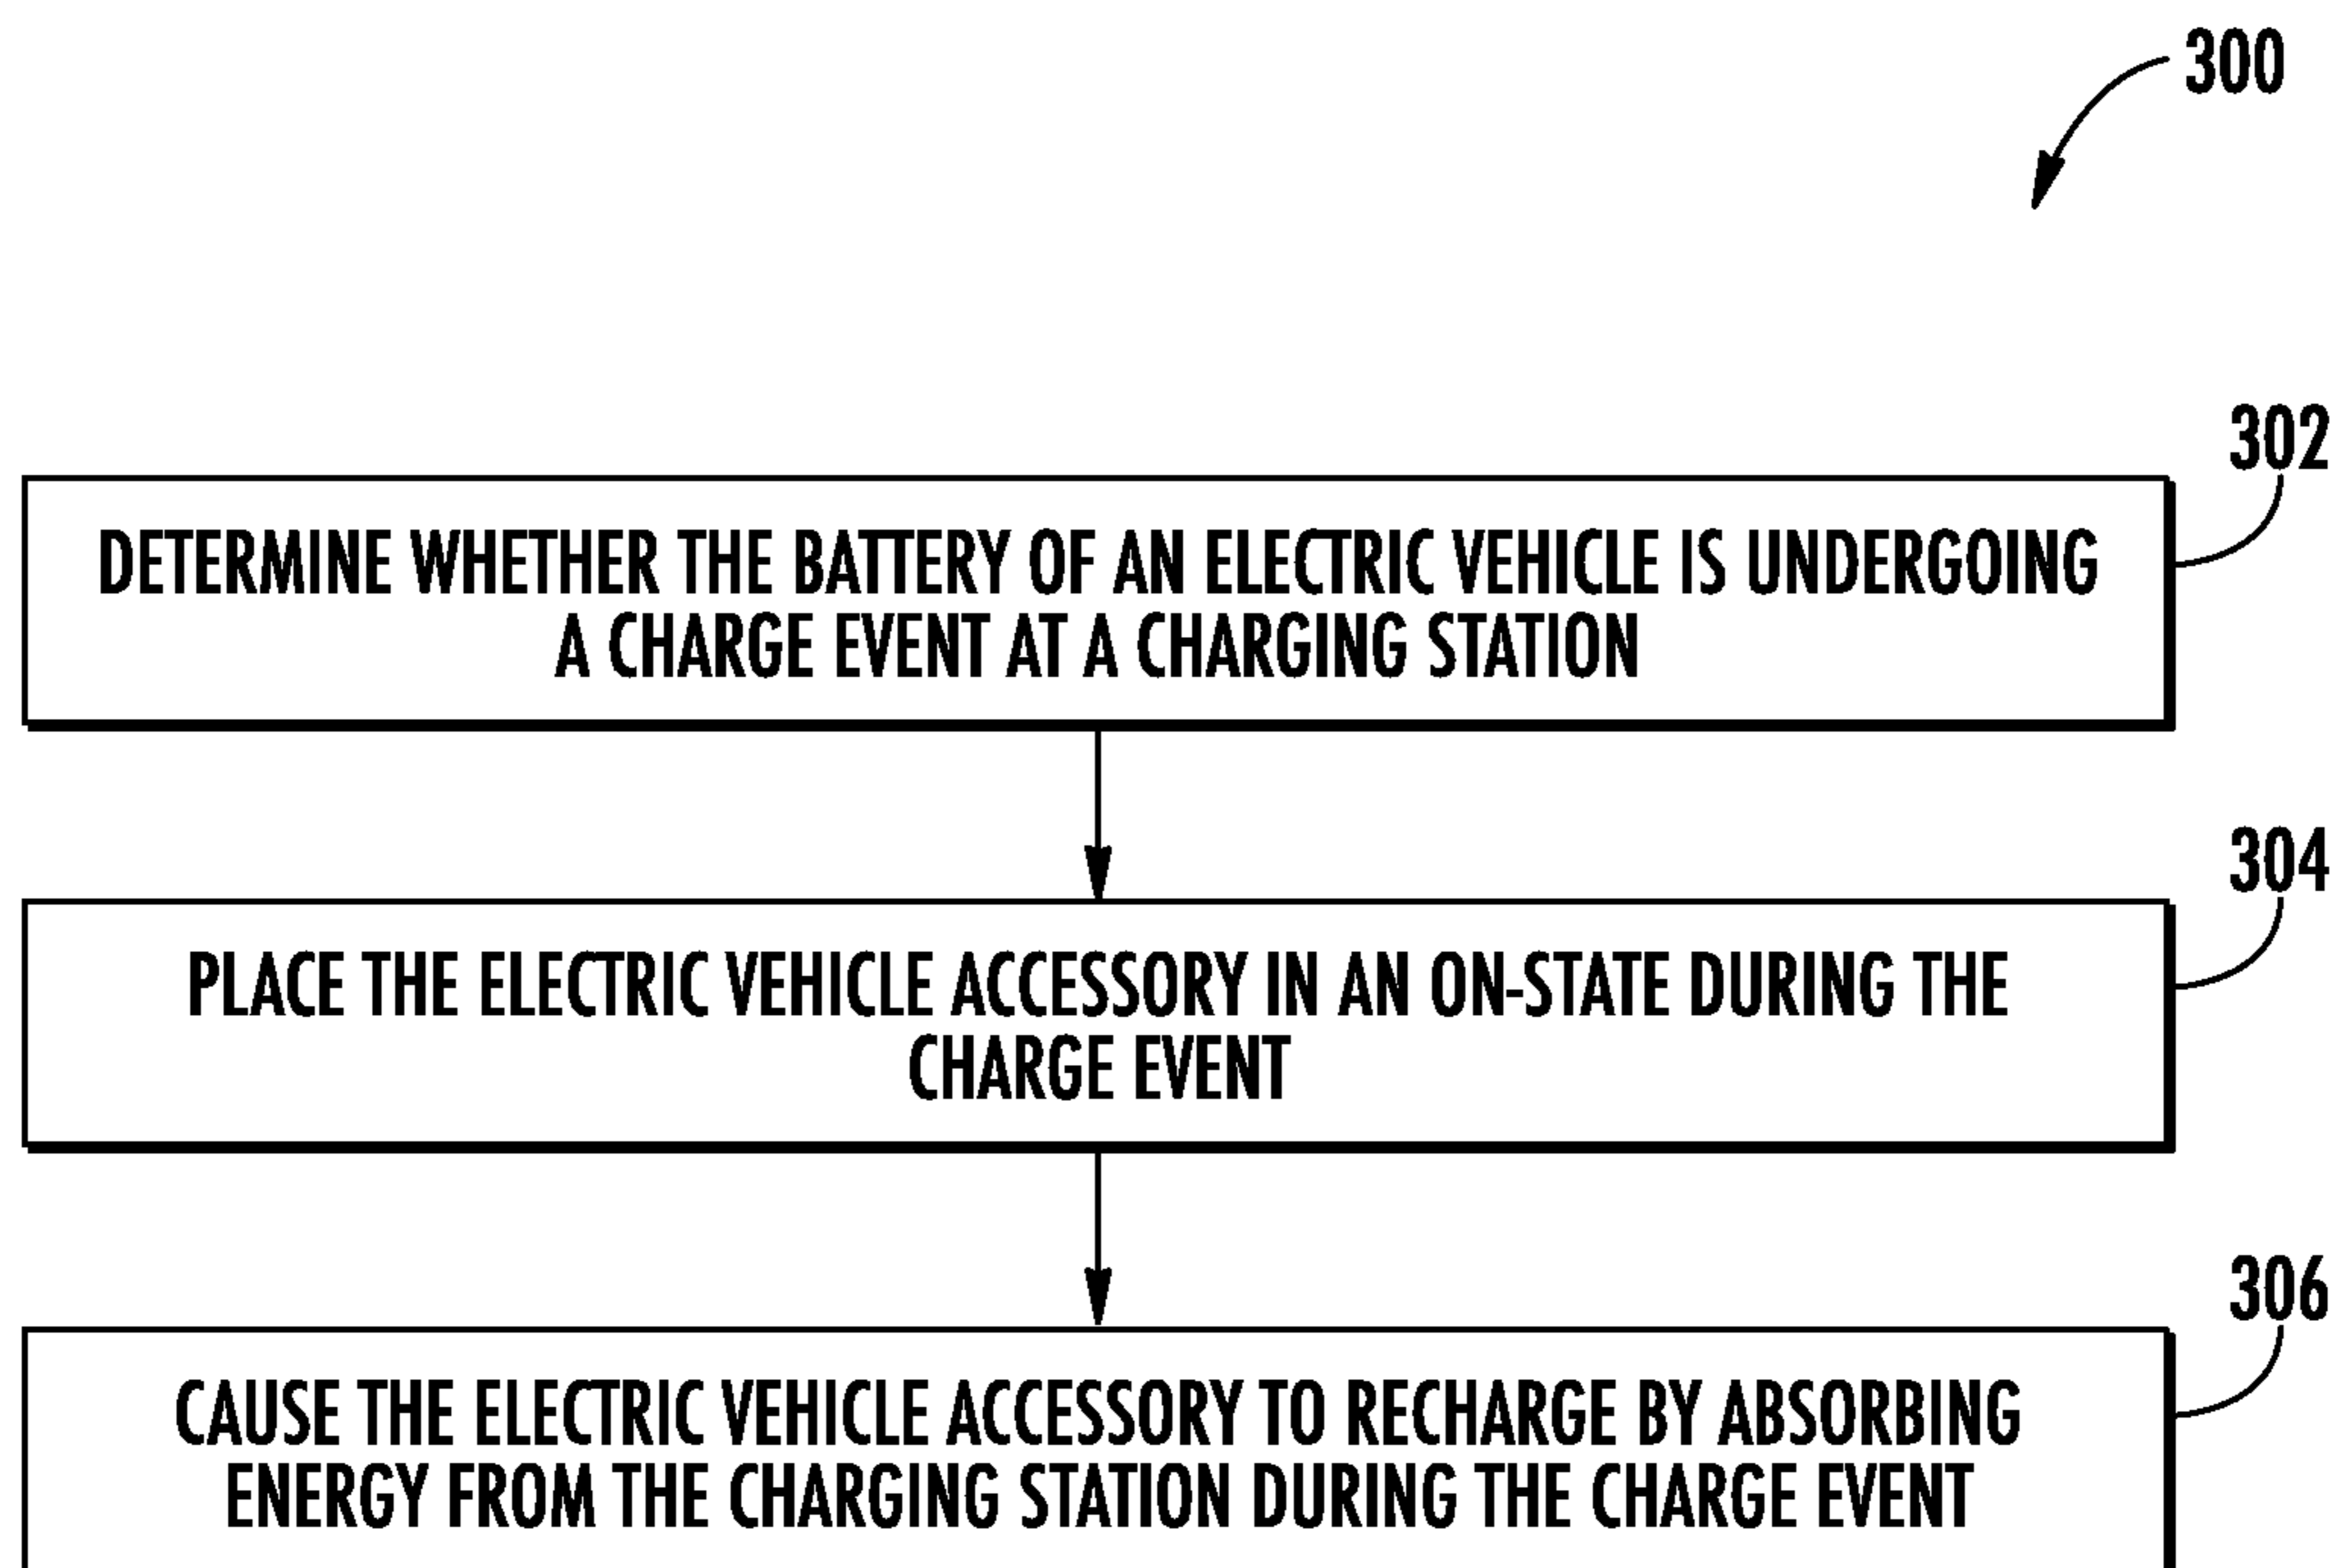 300
302
DETERMINE WHETHER THE BATTERY OF AN ELECTRIC VEHICLE IS UNDERGOING
A CHARGE EVENT AT A CHARGING STATION
304
PLACE THE ELECTRIC VEHICLE ACCESSORY IN AN ON-STATE DURING THE
CHARGE EVENT
306
CAUSE THE ELECTRIC VEHICLE ACCESSORY TO RECHARGE BY ABSORBING
ENERGY FROM THE CHARGING STATION DURING THE CHARGE EVENT